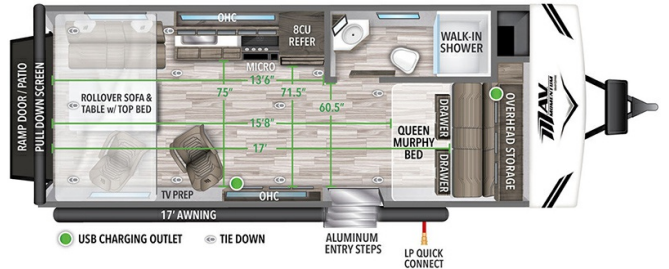 OHC
8CU
REFER
MICRO
WALK-IN
SHOWER
RAMP DOOR / PATIO
PULL DOWN SCREEN
ROLLOVER SOFA &
TABLE w/ TOP BED
13'6"
75"
71.5"
60.5"
15'8"
17'
QUEEN
MURPHY
BED
DRAWER
DRAWER
OVERHEAD STORAGE
MAV
MOMENTUM
TV PREP
OHC
17' AWNING
USB CHARGING OUTLET
TIE DOWN
ALUMINUM
ENTRY STEPS
LP QUICK
CONNECT